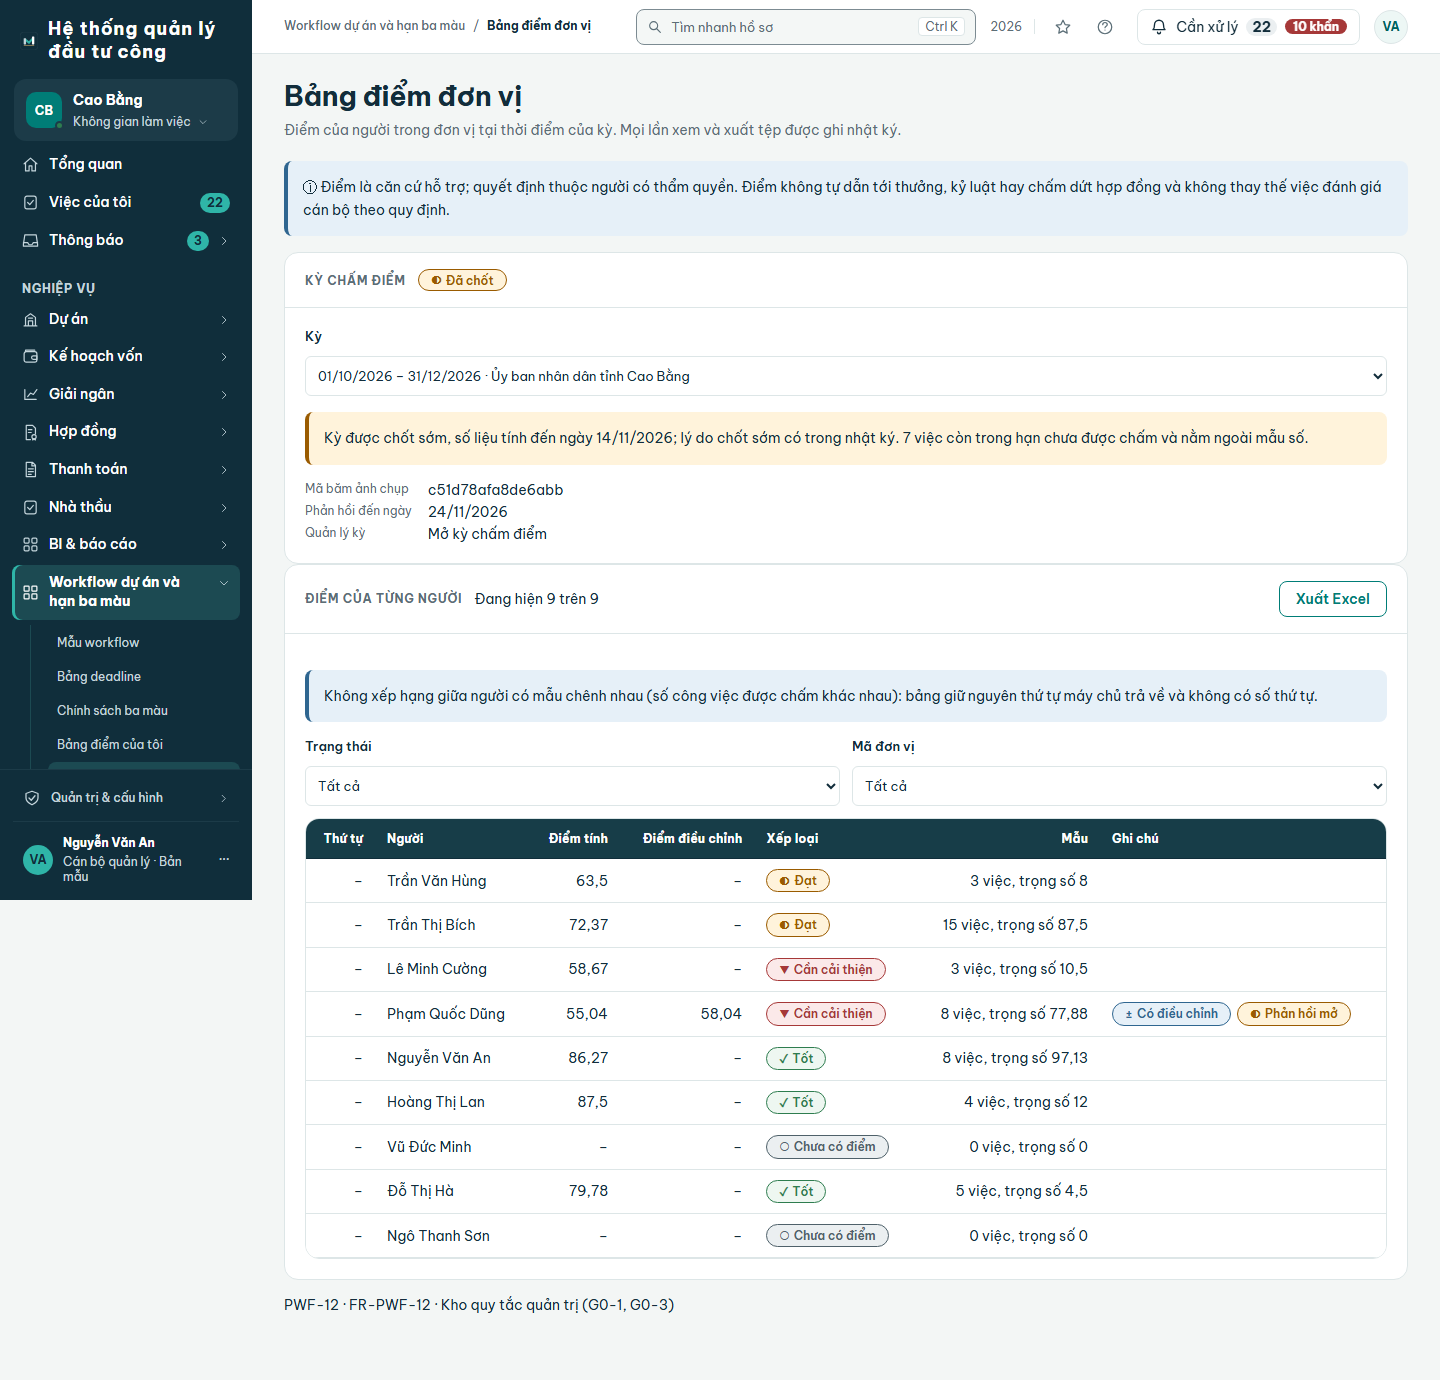 Hệ thống quản lý
đầu tư công
CB
Cao Bằng
Không gian làm việc
Tổng quan
Việc của tôi 22
Thông báo 3
NGHIỆP VỤ
Dự án
Kế hoạch vốn
Giải ngân
Hợp đồng
Thanh toán
Nhà thầu
BI & báo cáo
Workflow dự án và
hạn ba màu
Mẫu workflow
Bảng deadline
Chính sách ba màu
Bảng điểm của tôi
Quản trị & cấu hình
VA
Nguyễn Văn An
Cán bộ quản lý · Bản
mẫu
Workflow dự án và hạn ba màu / Bảng điểm đơn vị
Tìm nhanh hồ sơ Ctrl K
2026
Cần xử lý 22 10 khẩn
VA
Bảng điểm đơn vị
Điểm của người trong đơn vị tại thời điểm của kỳ. Mọi lần xem và xuất tệp được ghi nhật ký.
ⓘ Điểm là căn cứ hỗ trợ; quyết định thuộc người có thẩm quyền. Điểm không tự dẫn tới thưởng, kỷ luật hay chấm dứt hợp đồng và không thay thế việc đánh giá
cán bộ theo quy định.
KỲ CHẤM ĐIỂM ◐ Đã chốt
Kỳ
01/10/2026 – 31/12/2026 · Ủy ban nhân dân tỉnh Cao Bằng
Kỳ được chốt sớm, số liệu tính đến ngày 14/11/2026; lý do chốt sớm có trong nhật ký. 7 việc còn trong hạn chưa được chấm và nằm ngoài mẫu số.
Mã băm ảnh chụp c51d78afa8de6abb
Phản hồi đến ngày 24/11/2026
Quản lý kỳ Mở kỳ chấm điểm
ĐIỂM CỦA TỪNG NGƯỜI Đang hiện 9 trên 9 Xuất Excel
Không xếp hạng giữa người có mẫu chênh nhau (số công việc được chấm khác nhau): bảng giữ nguyên thứ tự máy chủ trả về và không có số thứ tự.
Trạng thái Mã đơn vị
Tất cả Tất cả
Thứ tự Người Điểm tính Điểm điều chỉnh Xếp loại Mẫu Ghi chú
– Trần Văn Hùng 63,5 – ◐ Đạt 3 việc, trọng số 8
– Trần Thị Bích 72,37 – ◐ Đạt 15 việc, trọng số 87,5
– Lê Minh Cường 58,67 – ▼ Cần cải thiện 3 việc, trọng số 10,5
– Phạm Quốc Dũng 55,04 58,04 ▼ Cần cải thiện 8 việc, trọng số 77,88 ± Có điều chỉnh ◐ Phản hồi mở
– Nguyễn Văn An 86,27 – ✓ Tốt 8 việc, trọng số 97,13
– Hoàng Thị Lan 87,5 – ✓ Tốt 4 việc, trọng số 12
– Vũ Đức Minh – – ○ Chưa có điểm 0 việc, trọng số 0
– Đỗ Thị Hà 79,78 – ✓ Tốt 5 việc, trọng số 4,5
– Ngô Thanh Sơn – – ○ Chưa có điểm 0 việc, trọng số 0
PWF-12 · FR-PWF-12 · Kho quy tắc quản trị (G0-1, G0-3)